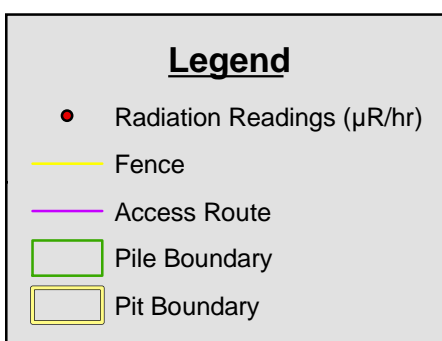 Legend
Radiation Readings (µR/hr)
Fence
Access Route
Pile Boundary
Pit Boundary